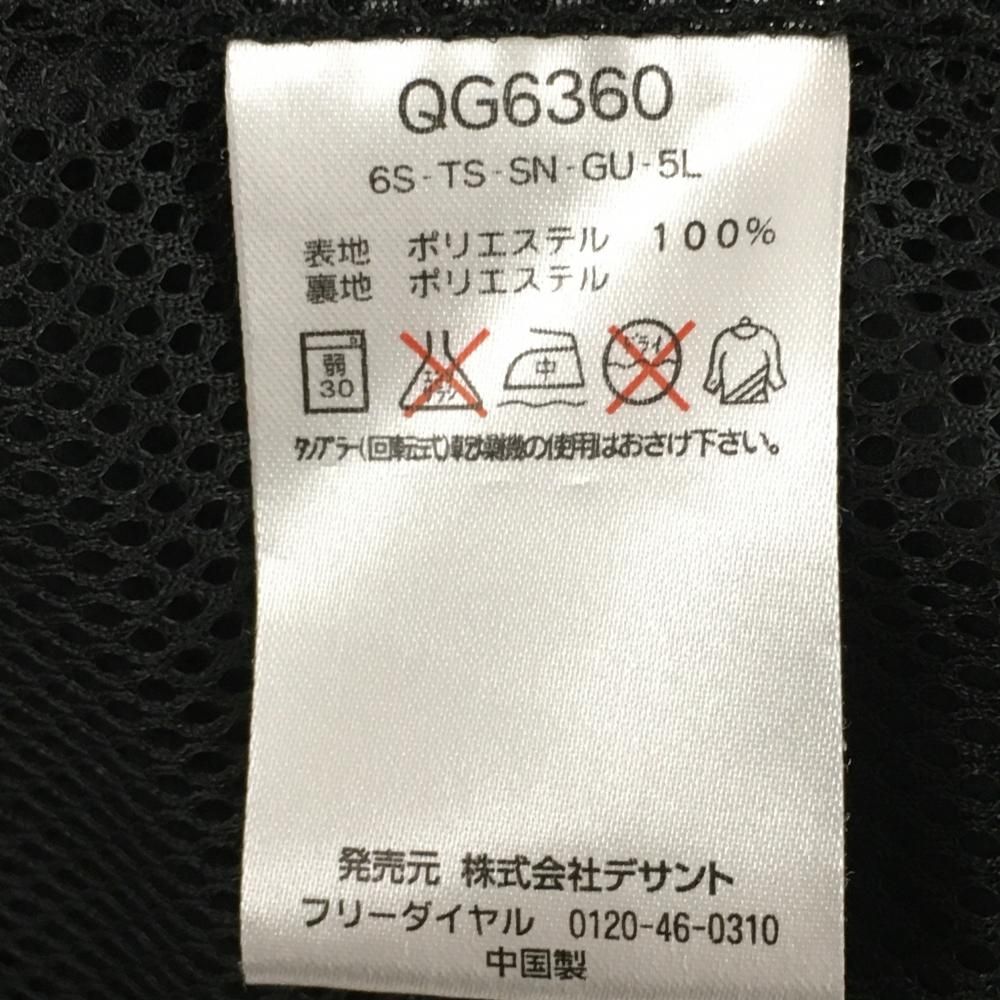 QG6360
6S-TS-SN-GU-5L
表地 ポリエステル 100%
裏地 ポリエステル
弱
30
中
ドライ
タンブラー(回転式)乾燥機の使用はおさけ下さい。
発売元 株式会社デサント
フリーダイヤル 0120-46-0310
中国製